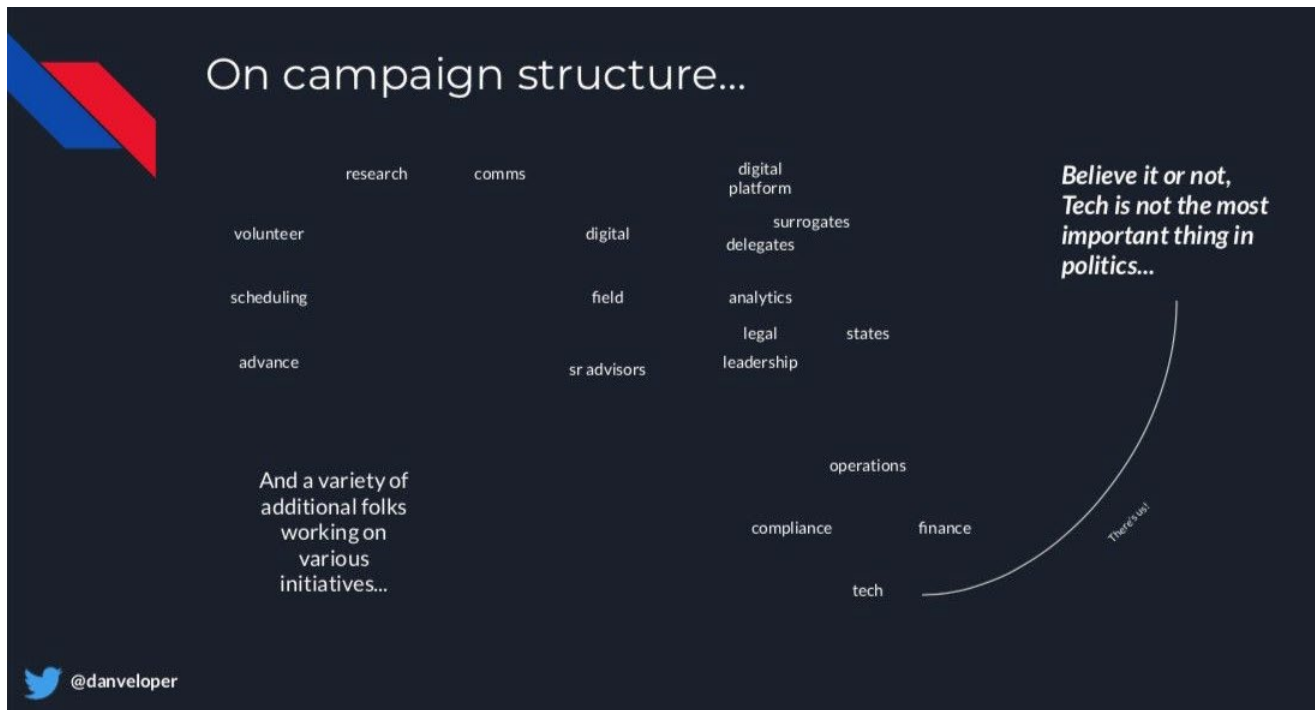 On campaign structure...
research
comms
digital
platform
surrogates
volunteer
digital
delegates
scheduling
field
analytics
legal
states
advance
sr advisors
leadership
Believe it or not,
Tech is not the most
important thing in
politics...
operations
And a variety of
additional folks
working on
various
initiatives...
compliance
finance
There's us!
tech
@danveloper